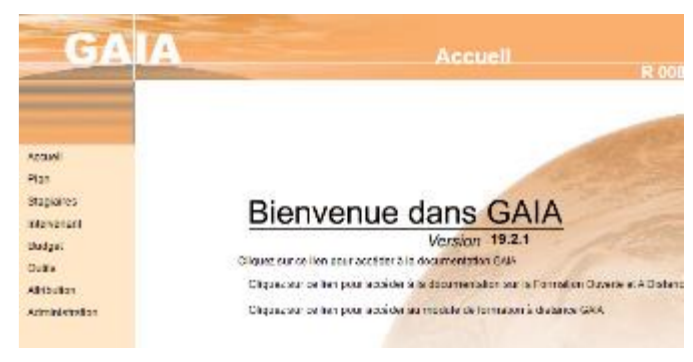 GAIA
Accueil
R 008
Accueil
Plan
Stagiaires
Intervenant
Budget
Outils
Attribution
Administration
Bienvenue dans GAIA
Version 19.2.1
Cliquez sur ce lien pour accéder à la documentation GAIA
Cliquez sur ce lien pour accéder à la documentation sur la Formation Ouverte et A Distanc
Cliquez sur ce lien pour accéder au module de formation à distance GAIA